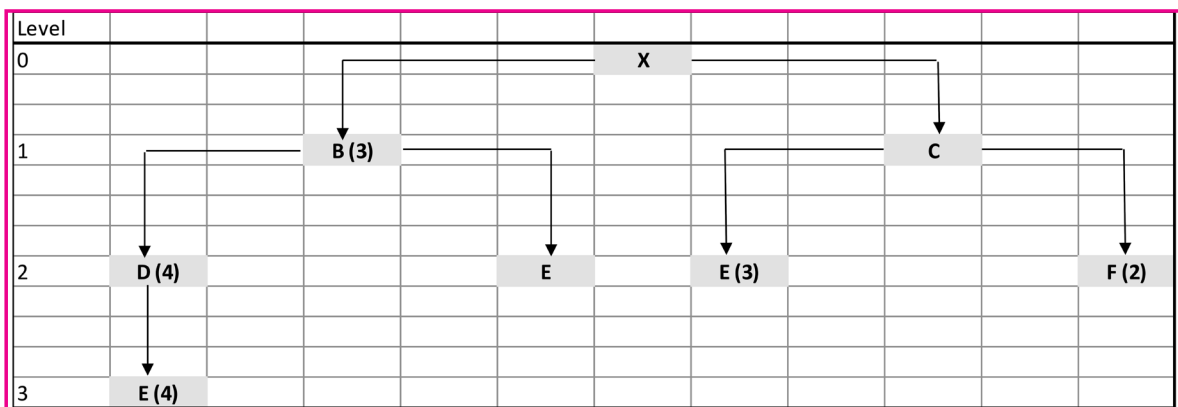 Level
0 X
1 B (3) C
2 D (4) E E (3) F (2)
3 E (4)